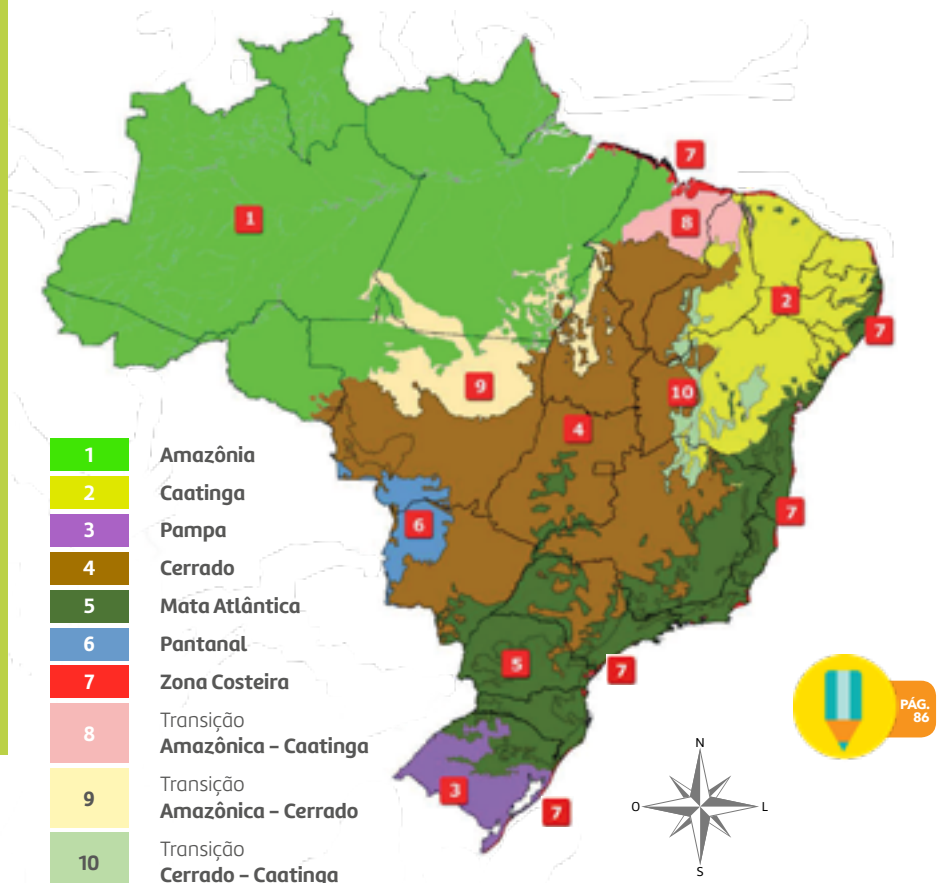 7
1
8
2
7
9
10
4
7
6
5
7
3
7
1 Amazônia
2 Caatinga
3 Pampa
4 Cerrado
5 Mata Atlântica
6 Pantanal
7 Zona Costeira
8 Transição
Amazônica – Caatinga
9 Transição
Amazônica – Cerrado
10 Transição
Cerrado – Caatinga
PÁG.
86
N
O L
S